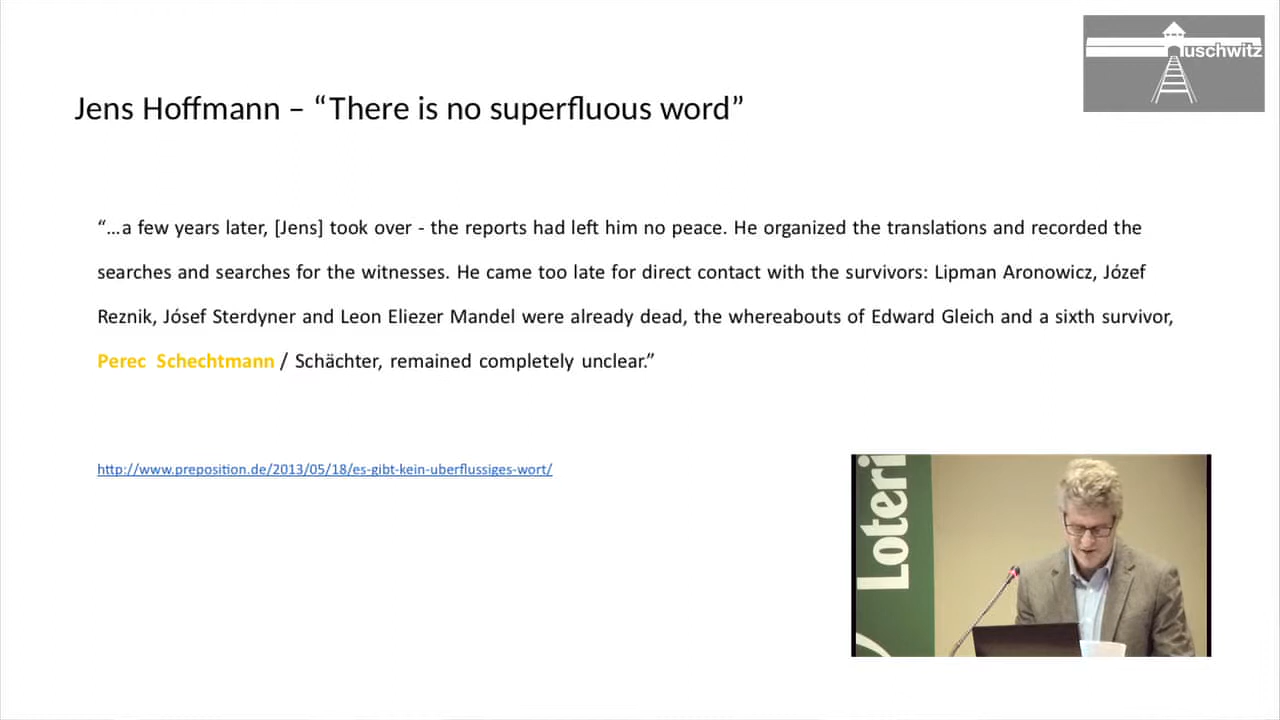 uschwitz
Jens Hoffmann – “There is no superfluous word”
“…a few years later, [Jens] took over - the reports had left him no peace. He organized the translations and recorded the
searches and searches for the witnesses. He came too late for direct contact with the survivors: Lipman Aronowicz, Józef
Reznik, Jósef Sterdyner and Leon Eliezer Mandel were already dead, the whereabouts of Edward Gleich and a sixth survivor,
Perec Schechtmann / Schächter, remained completely unclear.”
http://www.preposition.de/2013/05/18/es-gibt-kein-uberflussiges-wort/
Loteri